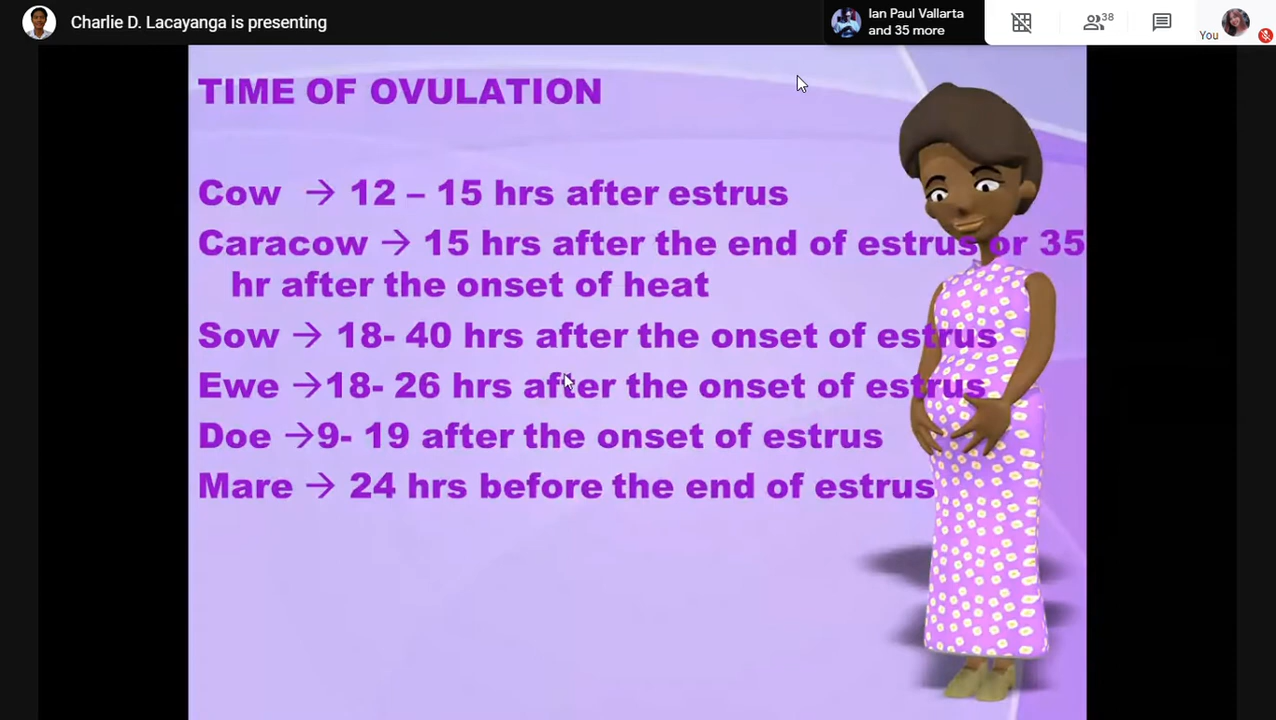 Charlie D. Lacayanga is presenting
Ian Paul Vallarta
and 35 more
38
You
TIME OF OVULATION
Cow → 12 – 15 hrs after estrus
Caracow → 15 hrs after the end of estrus or 35
hr after the onset of heat
Sow → 18- 40 hrs after the onset of estrus
Ewe →18- 26 hrs after the onset of estrus
Doe →9- 19 after the onset of estrus
Mare → 24 hrs before the end of estrus